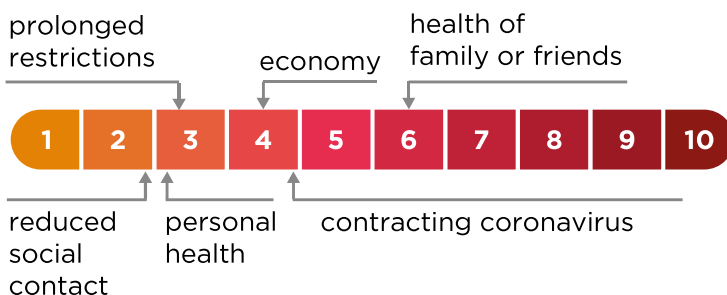 prolonged
restrictions
economy
health of
family or friends
1 2 3 4 5 6 7 8 9 10
reduced
social
contact
personal
health
contracting coronavirus